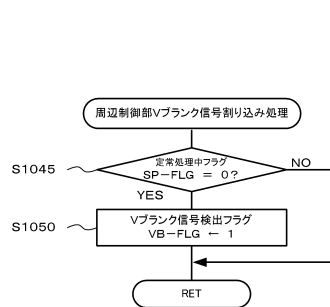 周辺制御部Vブランク信号割り込み処理
S1045
定常処理中フラグ
SP-FLG = 0?
NO
YES
S1050
Vブランク信号検出フラグ
VB-FLG ← 1
RET